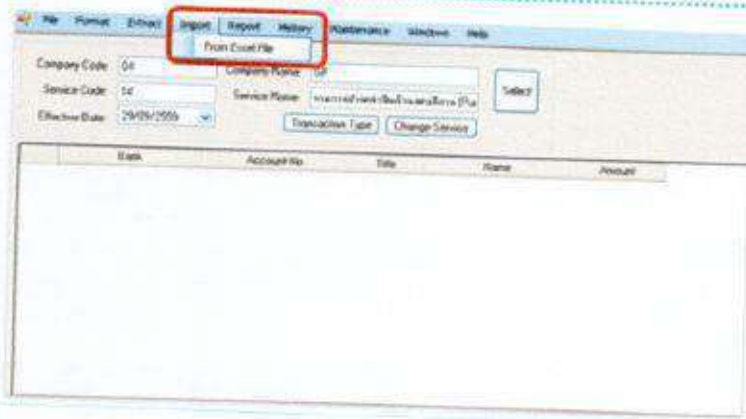 File Format Extract Import Report History Maintenance Windows Help
From Excel File
Company Code Company Name Select
Service Code Service Name
Effective Date 29/09/2559 Transaction Type Change Service
Bank Account No Title Name Amount